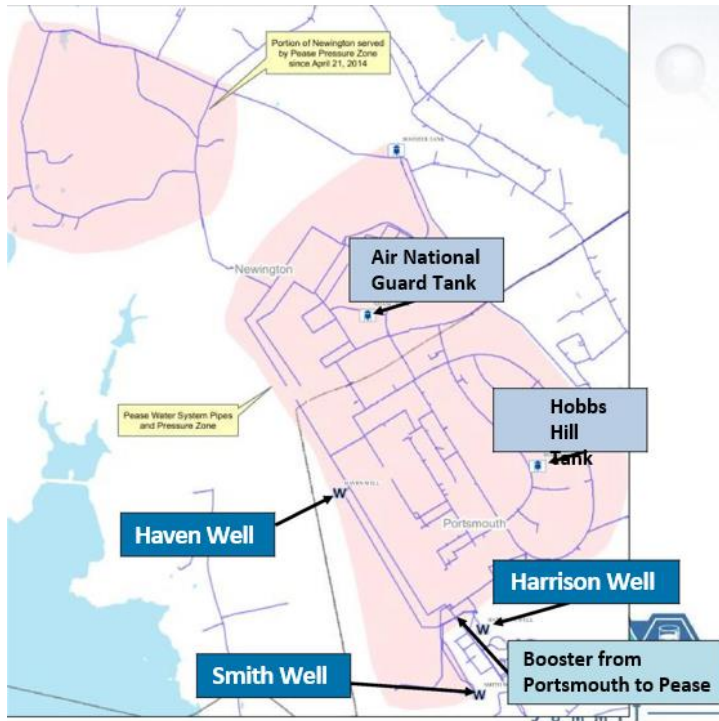 Portion of Newington served
by Pease Pressure Zone
since April 21, 2014
Air National
Guard Tank
Newington
Pease Water System Pipes
and Pressure Zone
Hobbs
Hill
Tank
HAVEN WELL
W
Haven Well
Portsmouth
Harrison Well
W
Booster from
Portsmouth to Pease
Smith Well
W